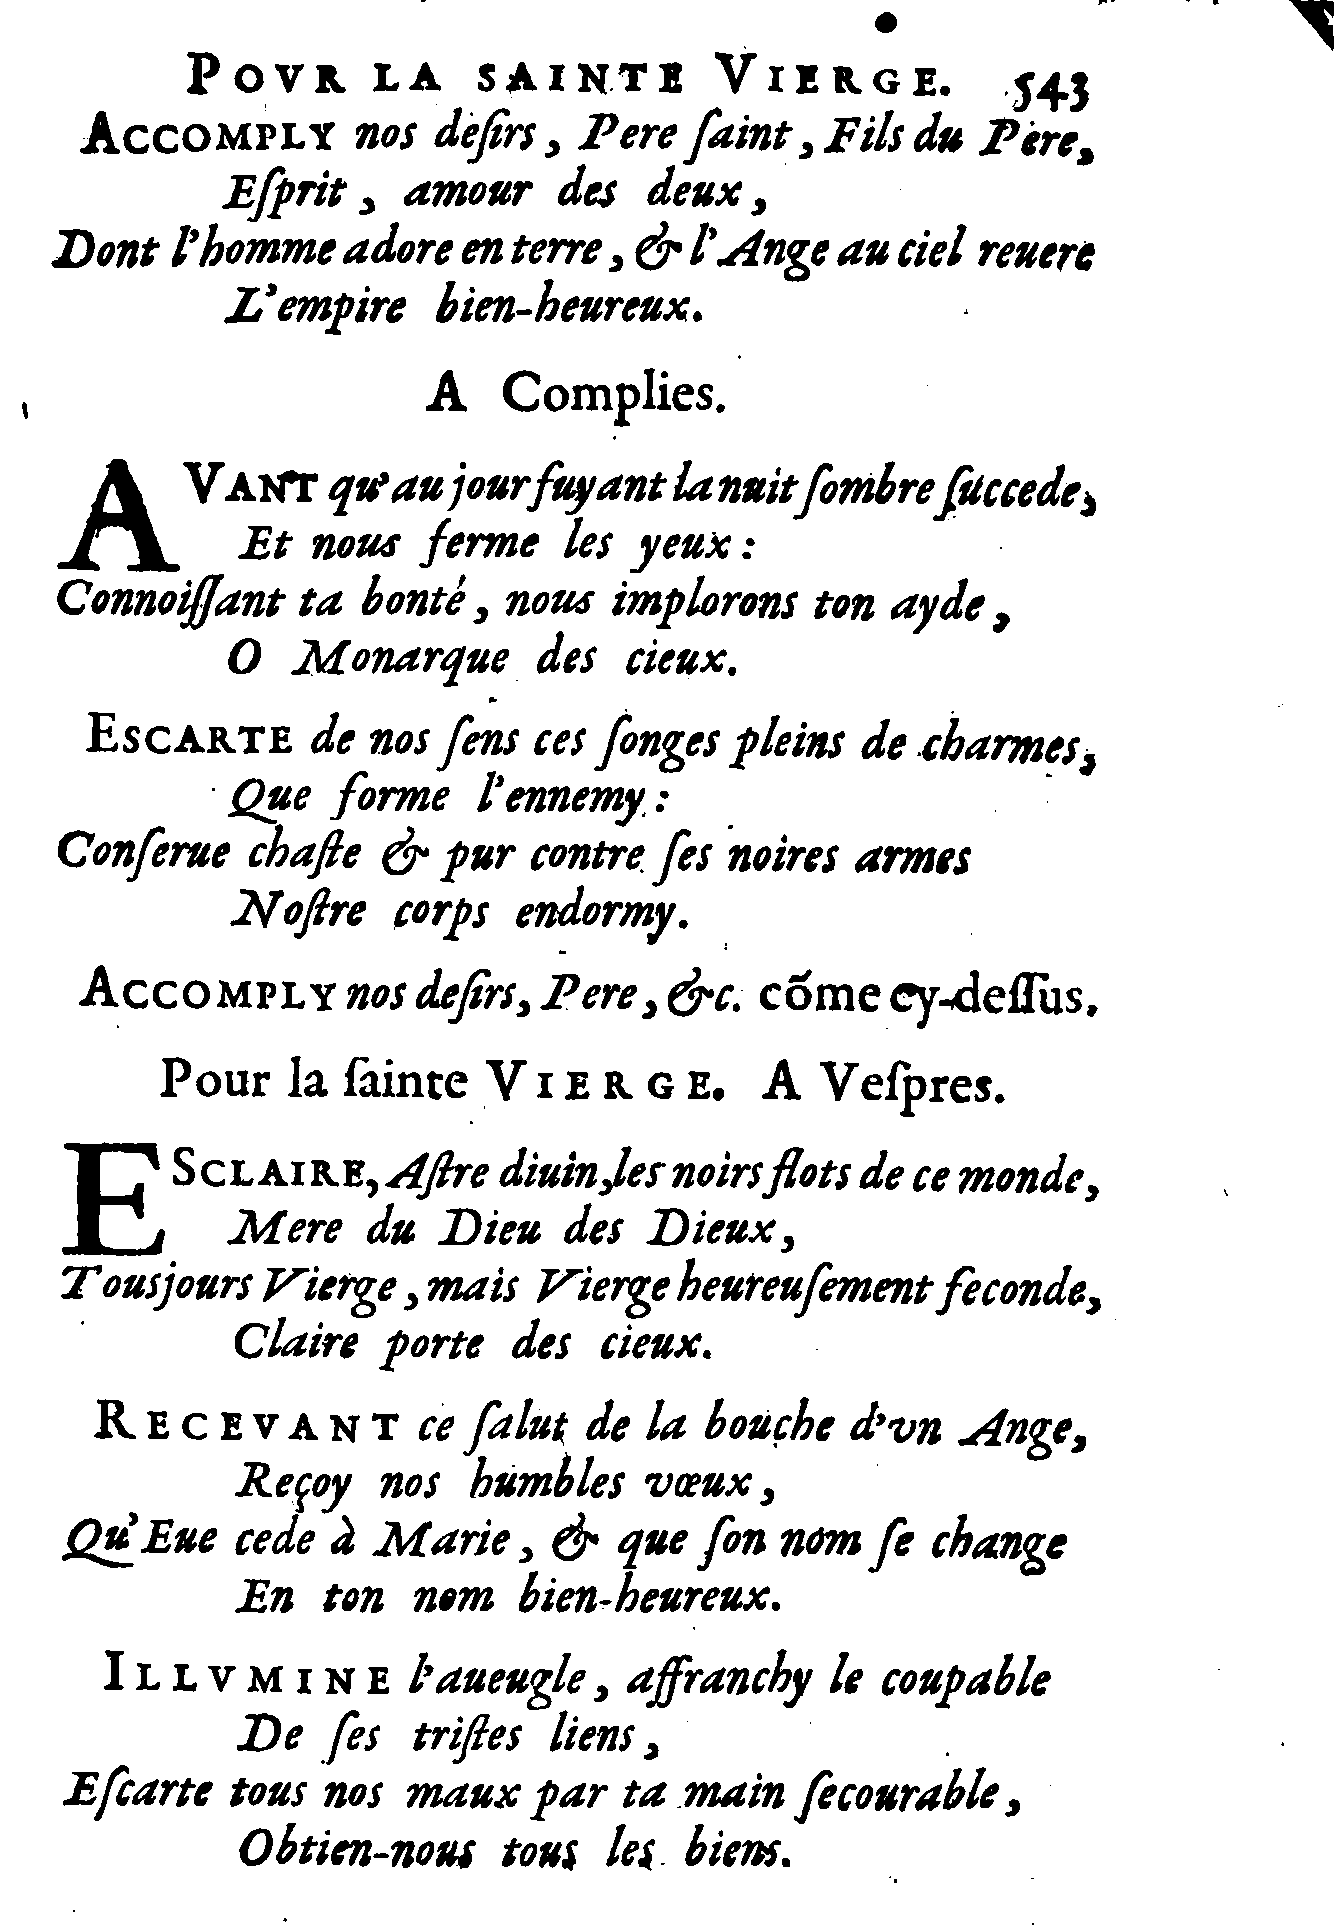 POVR LA SAINTE VIERGE. 543
ACCOMPLY nos deſirs, Pere ſaint, Fils du Pere,
Eſprit, amour des deux,
Dont l'homme adore en terre, & l'Ange au ciel reuere
L'empire bien-heureux.
A Complies.
AVANT qu'au jour fuyant la nuit ſombre ſuccede,
Et nous ferme les yeux:
Connoiſſant ta bonté, nous implorons ton ayde,
O Monarque des cieux.
ESCARTE de nos ſens ces ſonges pleins de charmes,
Que forme l'ennemy:
Conſerue chaſte & pur contre ſes noires armes
Noſtre corps endormy.
ACCOMPLY nos deſirs, Pere, &c. cõme cy-deſſus.
Pour la ſainte VIERGE. A Veſpres.
ESCLAIRE, Aſtre diuin, les noirs flots de ce monde,
Mere du Dieu des Dieux,
Tousjours Vierge, mais Vierge heureuſement feconde,
Claire porte des cieux.
RECEVANT ce ſalut de la bouche d'vn Ange,
Reçoy nos humbles vœux,
Qu'Eue cede à Marie, & que ſon nom ſe change
En ton nom bien-heureux.
ILLVMINE l'aueugle, affranchy le coupable
De ſes triſtes liens,
Eſcarte tous nos maux par ta main ſecourable,
Obtien-nous tous les biens.